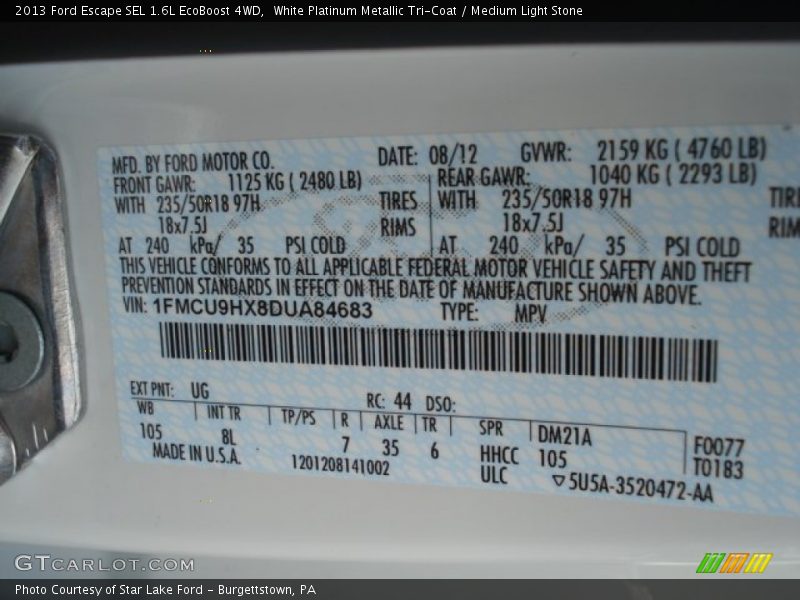 2013 Ford Escape SEL 1.6L EcoBoost 4WD, White Platinum Metallic Tri-Coat / Medium Light Stone
MFD. BY FORD MOTOR CO. DATE: 08/12 GVWR: 2159 KG ( 4760 LB)
FRONT GAWR: 1125 KG ( 2480 LB) REAR GAWR: 1040 KG ( 2293 LB)
WITH 235/50R18 97H TIRES WITH 235/50R18 97H
18x7.5J RIMS 18x7.5J
AT 240 kPa/ 35 PSI COLD AT 240 kPa/ 35 PSI COLD
THIS VEHICLE CONFORMS TO ALL APPLICABLE FEDERAL MOTOR VEHICLE SAFETY AND THEFT
PREVENTION STANDARDS IN EFFECT ON THE DATE OF MANUFACTURE SHOWN ABOVE.
VIN: 1FMCU9HX8DUA84683 TYPE: MPV
EXT PNT: UG RC: 44 DSO:
WB INT TR TP/PS R AXLE TR SPR DM21A F0077
105 8L 7 35 6 HHCC 105 T0183
MADE IN U.S.A. 1201208141002 ULC ▽5U5A-3520472-AA
GTCARLOT.COM
Photo Courtesy of Star Lake Ford - Burgettstown, PA